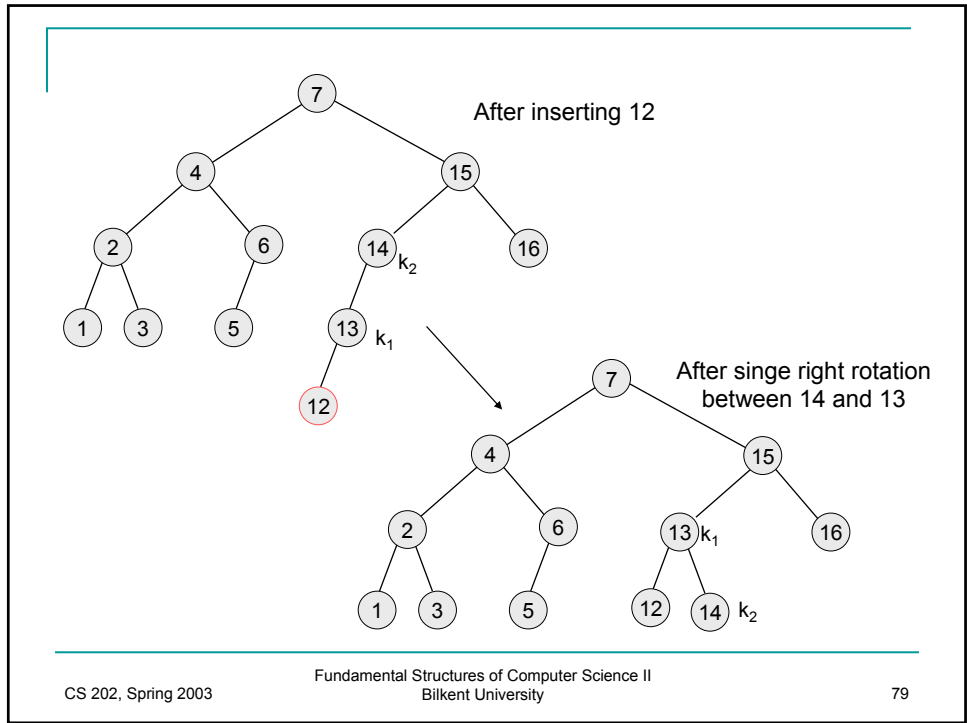 7
After inserting 12
4
15
2
6
14
k₂
16
1
3
5
13
k₁
12
After singe right rotation
between 14 and 13
7
4
15
2
6
13
k₁
16
1
3
5
12
14
k₂
CS 202, Spring 2003
Fundamental Structures of Computer Science II
Bilkent University
79